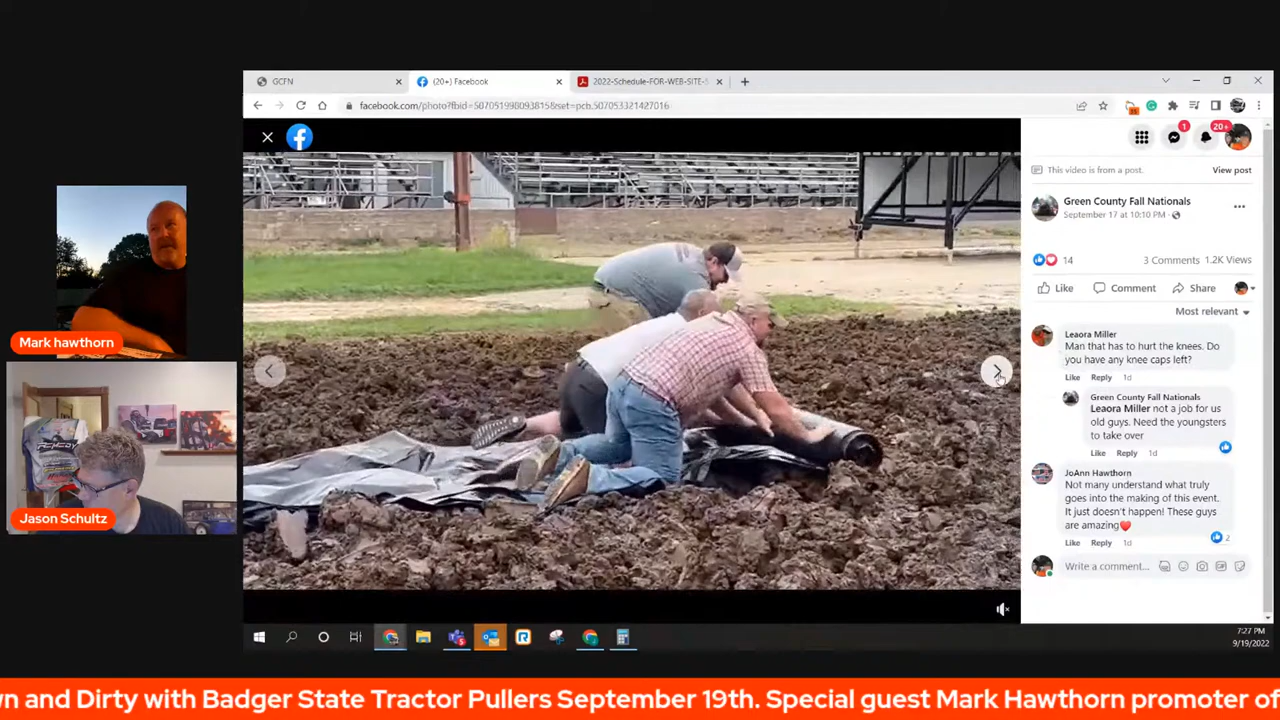 GCFN
(20+) Facebook
2022-Schedule-FOR-WEB-SITE-
facebook.com/photo?fbid=507051998093815&set=pcb.507053321427016
1
20+
This video is from a post.
View post
Green County Fall Nationals
September 17 at 10:10 PM
14
3 Comments 1.2K Views
Like
Comment
Share
Most relevant
Leaora Miller
Man that has to hurt the knees. Do
you have any knee caps left?
Like Reply 1d
Green County Fall Nationals
Leaora Miller not a job for us
old guys. Need the youngsters
to take over
Like Reply 1d
JoAnn Hawthorn
Not many understand what truly
goes into the making of this event.
It just doesn't happen! These guys
are amazing❤
2
Like Reply 1d
Write a comment...
Mark hawthorn
Jason Schultz
7:27 PM
9/19/2022
wn and Dirty with Badger State Tractor Pullers September 19th. Special guest Mark Hawthorn promoter of